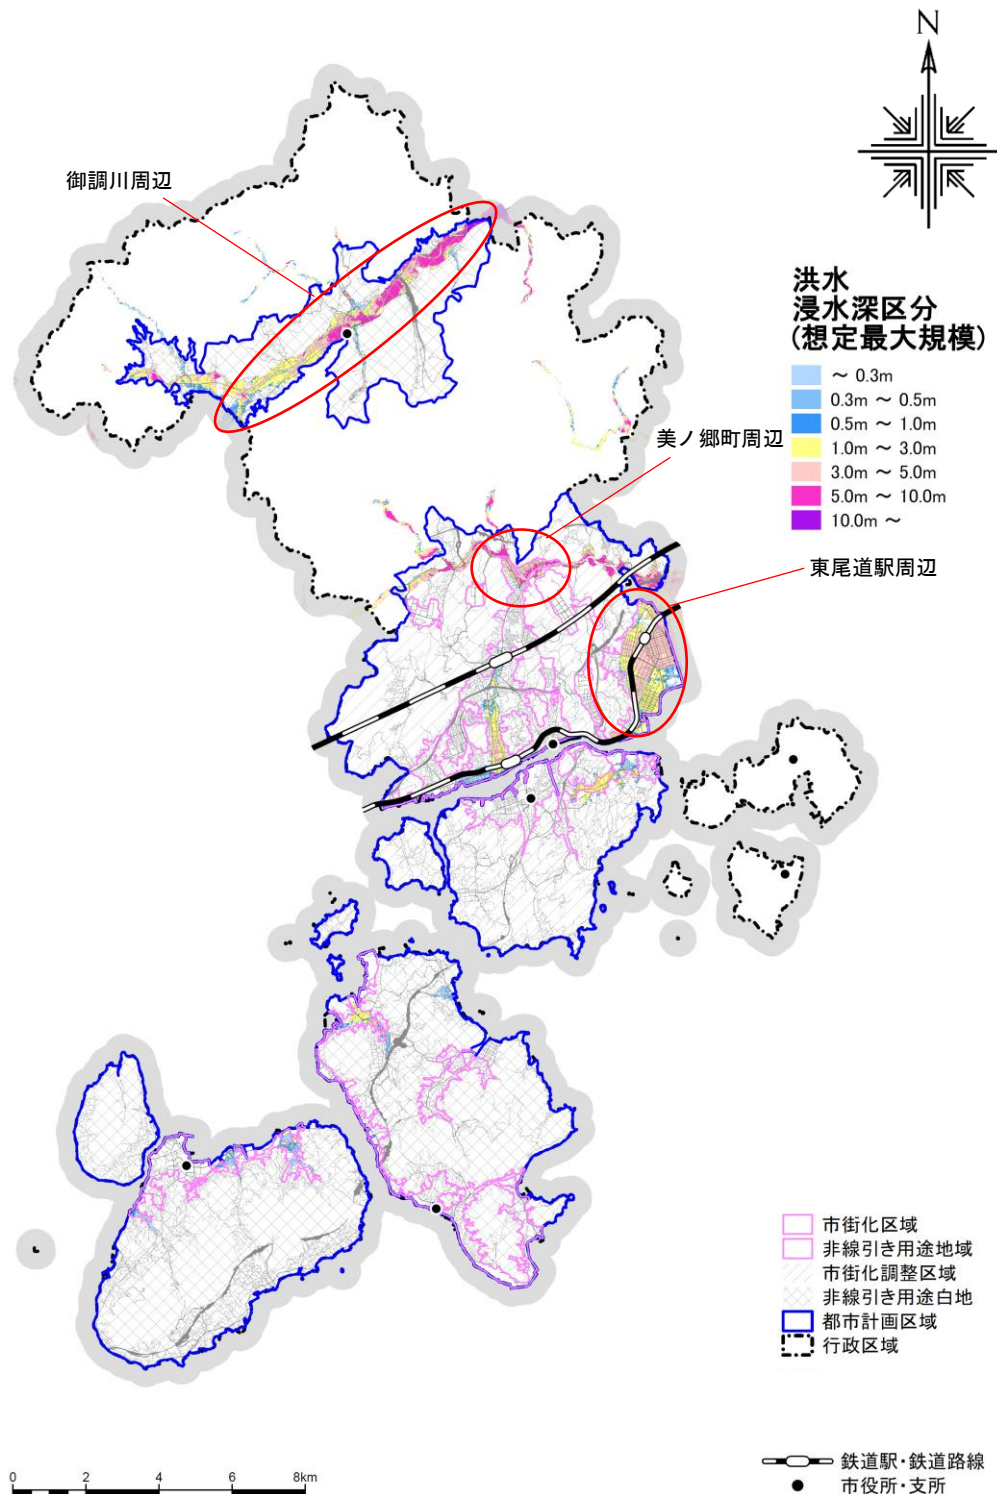 N
御調川周辺
洪水
浸水深区分
(想定最大規模)
～ 0.3m
0.3m ～ 0.5m
0.5m ～ 1.0m
1.0m ～ 3.0m
3.0m ～ 5.0m
5.0m ～ 10.0m
10.0m ～
美ノ郷町周辺
東尾道駅周辺
市街化区域
非線引き用途地域
市街化調整区域
非線引き用途白地
都市計画区域
行政区域
0 2 4 6 8km
鉄道駅・鉄道路線
市役所・支所